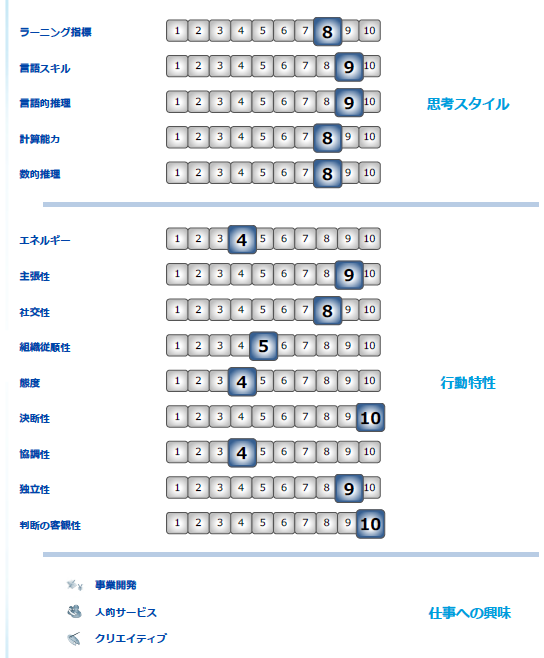 ラーニング指標 1 2 3 4 5 6 7 8 9 10
言語スキル 1 2 3 4 5 6 7 8 9 10
言語的推理 1 2 3 4 5 6 7 8 9 10
思考スタイル
計算能力 1 2 3 4 5 6 7 8 9 10
数的推理 1 2 3 4 5 6 7 8 9 10
エネルギー 1 2 3 4 5 6 7 8 9 10
主張性 1 2 3 4 5 6 7 8 9 10
社交性 1 2 3 4 5 6 7 8 9 10
組織従順性 1 2 3 4 5 6 7 8 9 10
態度 1 2 3 4 5 6 7 8 9 10
行動特性
決断性 1 2 3 4 5 6 7 8 9 10
協調性 1 2 3 4 5 6 7 8 9 10
独立性 1 2 3 4 5 6 7 8 9 10
判断の客観性 1 2 3 4 5 6 7 8 9 10
事業開発
人的サービス
仕事への興味
クリエイティブ